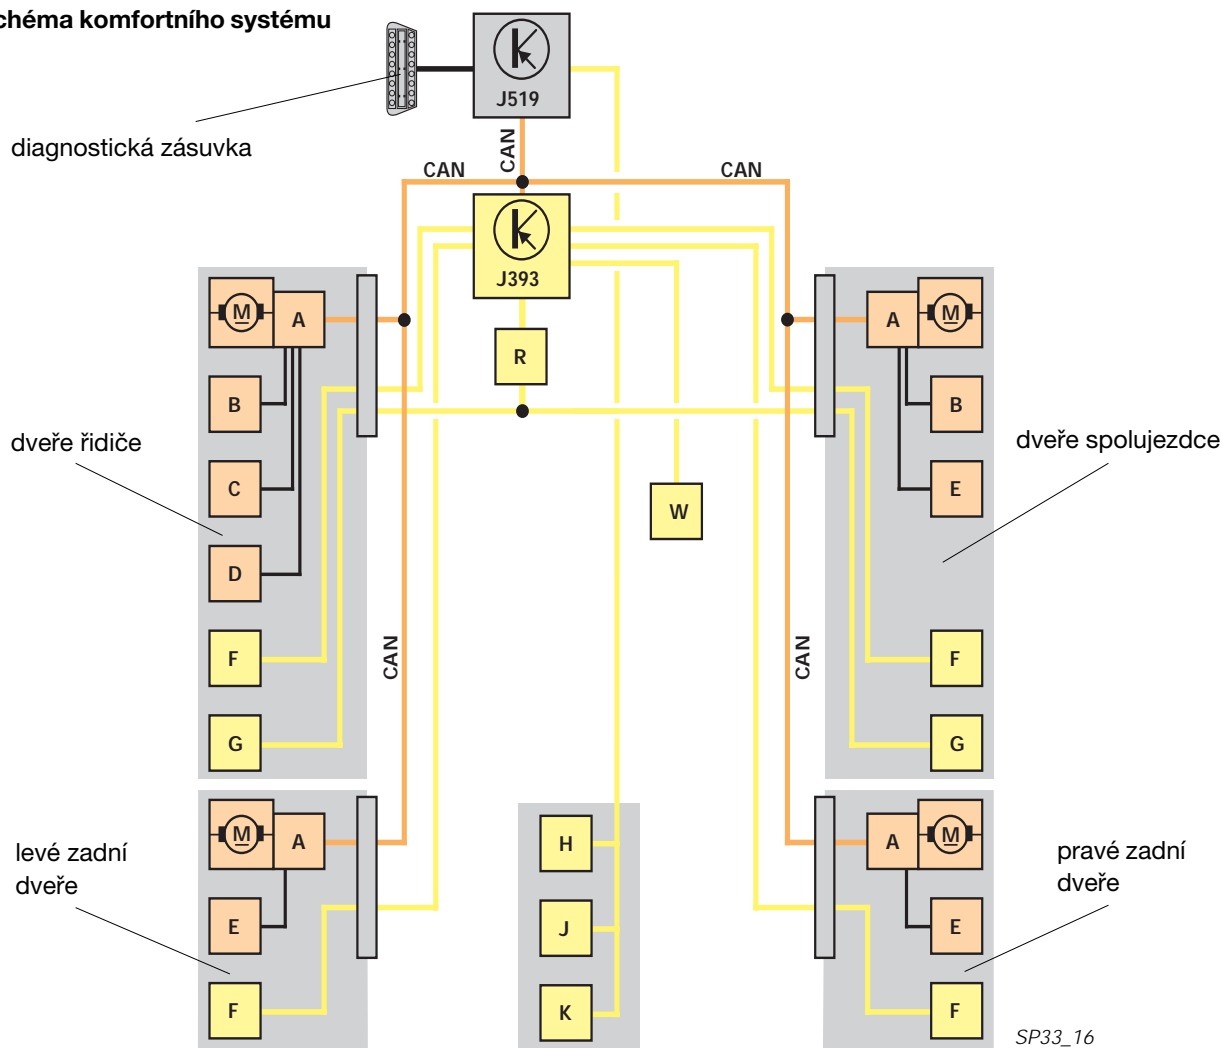 chéma komfortního systému
J519
diagnostická zásuvka
CAN
CAN
CAN
J393
M
A
A
M
R
B
B
dveře řidiče
dveře spolujezdce
C
E
W
D
CAN
CAN
F
F
G
G
M
A
H
A
M
levé zadní
dveře
pravé zadní
dveře
E
J
E
F
K
F
SP33_16